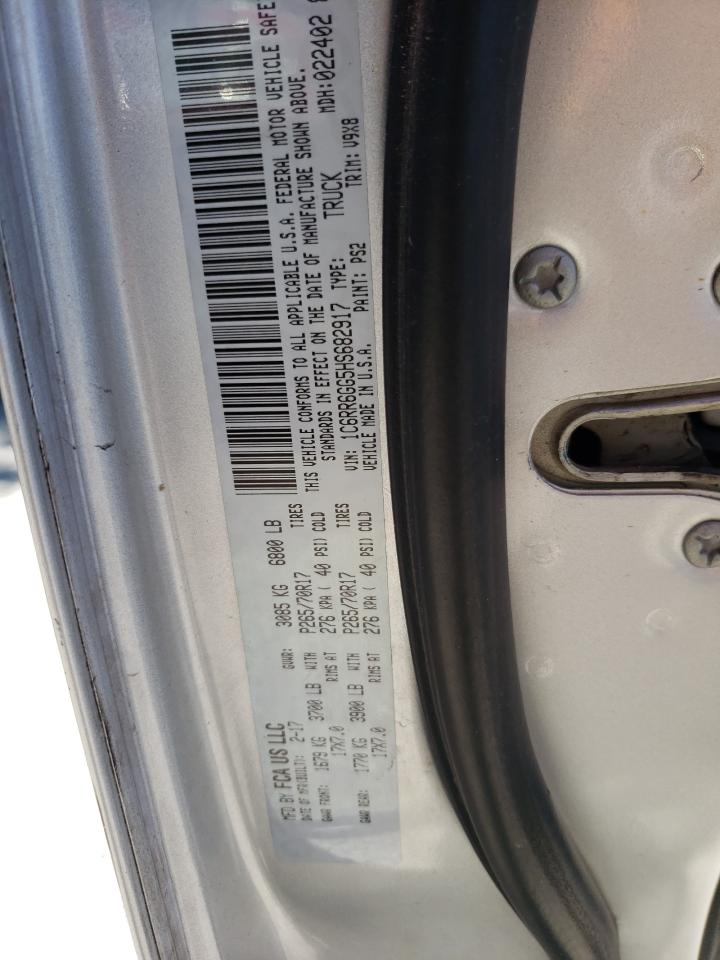 MFD BY FCA US LLC
DATE OF MFR(BUILT): 2-17 GVWR: 3085 KG 6800 LB
GAWR FRONT: 1679 KG 3700 LB WITH P265/70R17 TIRES
17X7.0 RIMS AT 276 KPA ( 40 PSI) COLD
GAWR REAR: 1770 KG 3900 LB WITH P265/70R17 TIRES
17X7.0 RIMS AT 276 KPA ( 40 PSI) COLD
THIS VEHICLE CONFORMS TO ALL APPLICABLE U.S.A. FEDERAL MOTOR VEHICLE SAFE
STANDARDS IN EFFECT ON THE DATE OF MANUFACTURE SHOWN ABOVE.
VIN: 1C6RR6GG5HS682917 TYPE: TRUCK MDH:022402
VEHICLE MADE IN U.S.A. PAINT: PS2 TRIM: V9X8